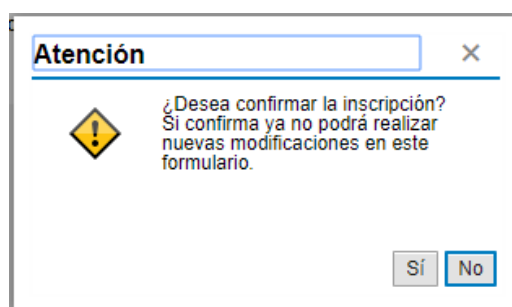 Atención
¿Desea confirmar la inscripción?
Si confirma ya no podrá realizar
nuevas modificaciones en este
formulario.
Sí No